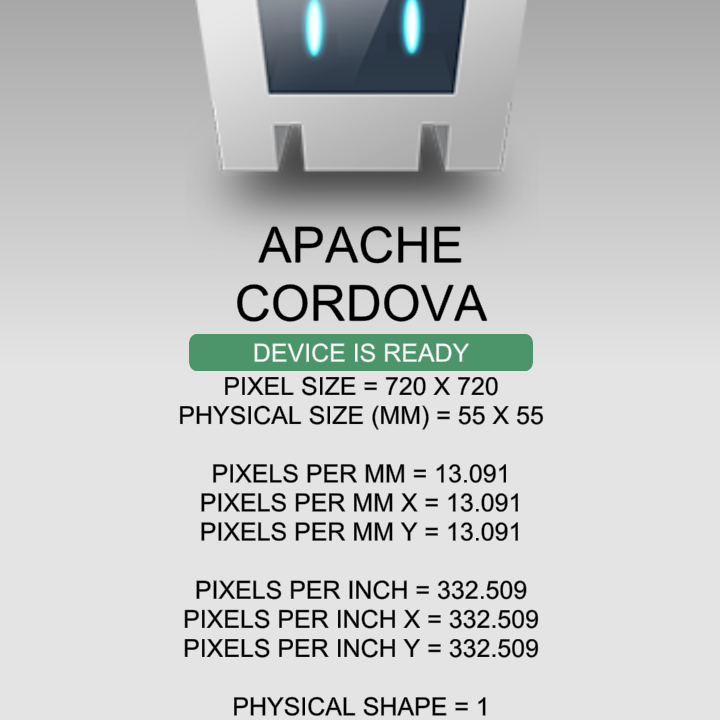 APACHE
CORDOVA
DEVICE IS READY
PIXEL SIZE = 720 X 720
PHYSICAL SIZE (MM) = 55 X 55
PIXELS PER MM = 13.091
PIXELS PER MM X = 13.091
PIXELS PER MM Y = 13.091
PIXELS PER INCH = 332.509
PIXELS PER INCH X = 332.509
PIXELS PER INCH Y = 332.509
PHYSICAL SHAPE = 1